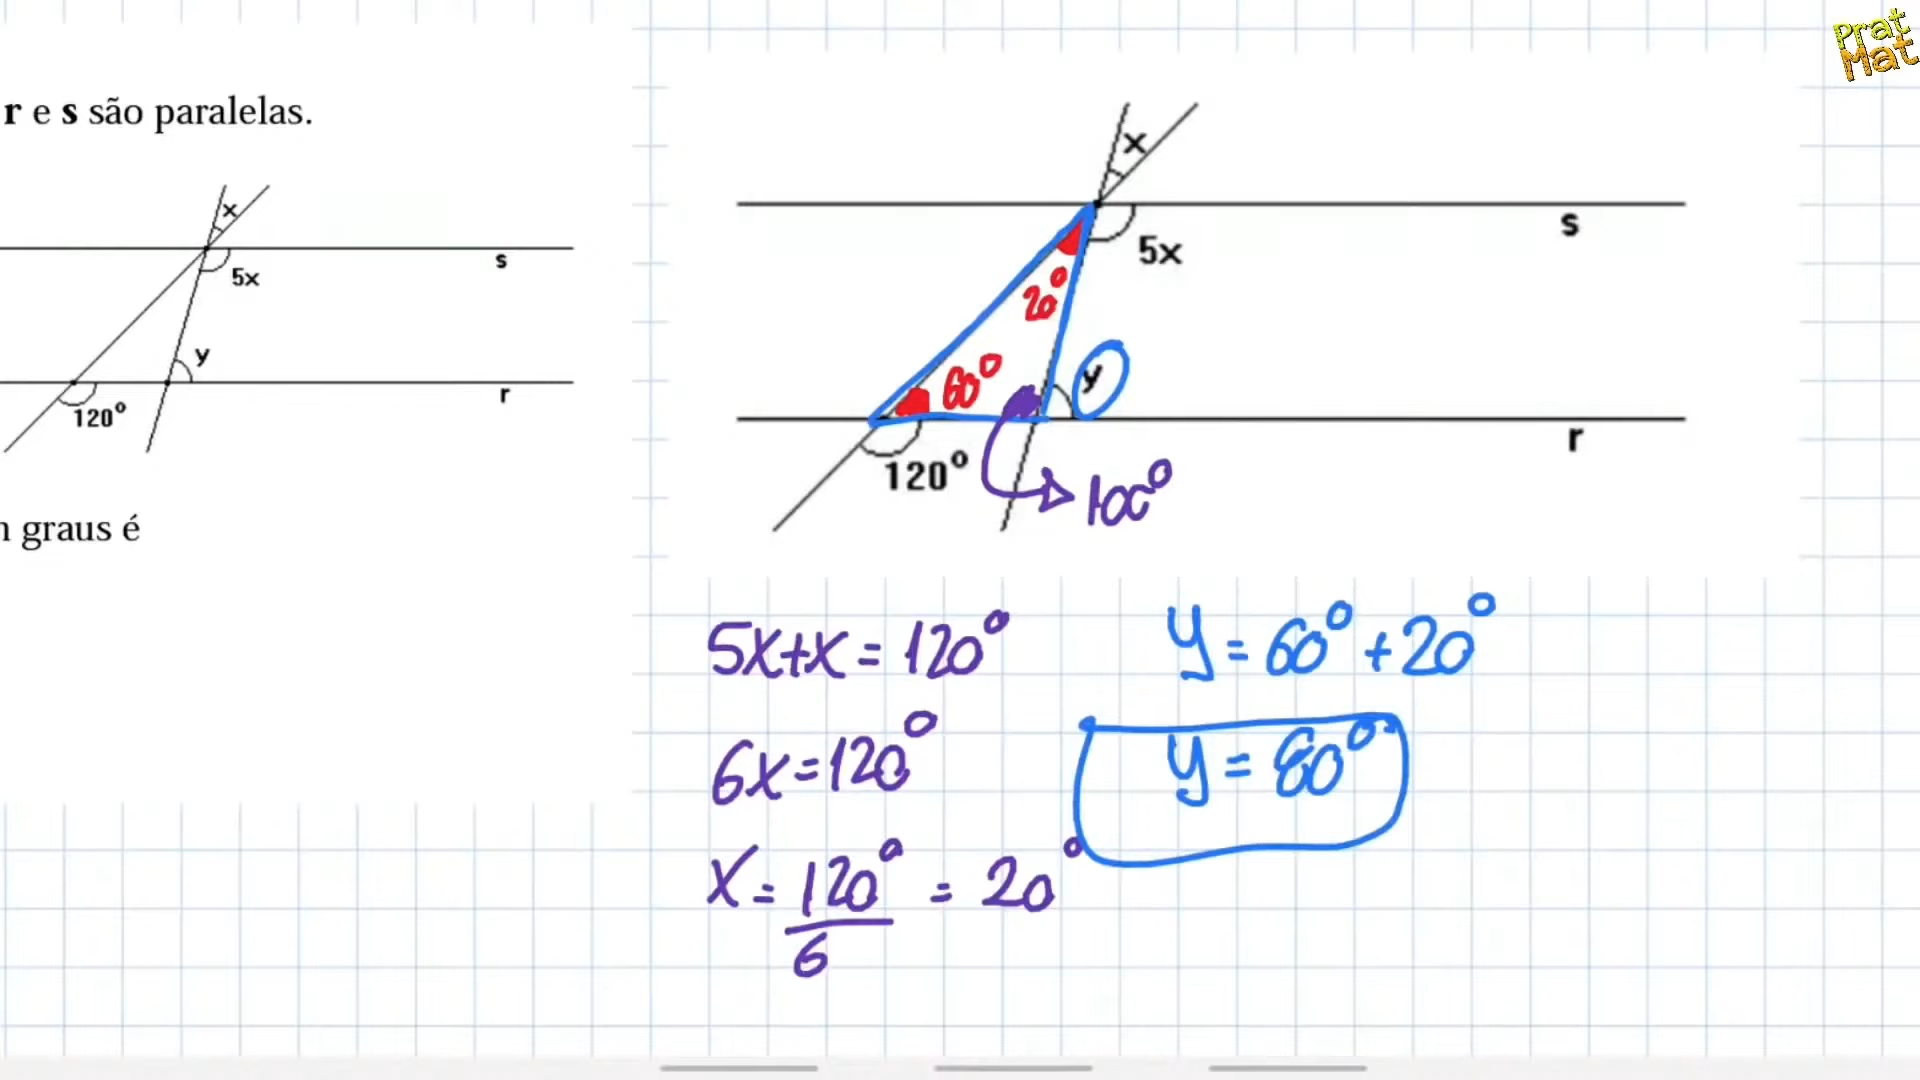 Prat
Mat
r e s são paralelas.
x
s
5x
y
r
120°
graus é
x
s
5x
20°
60°
y
r
120°
100°
5x+x=120°
6x=120°
x=120°/6=20°
y=60°+20°
y=80°